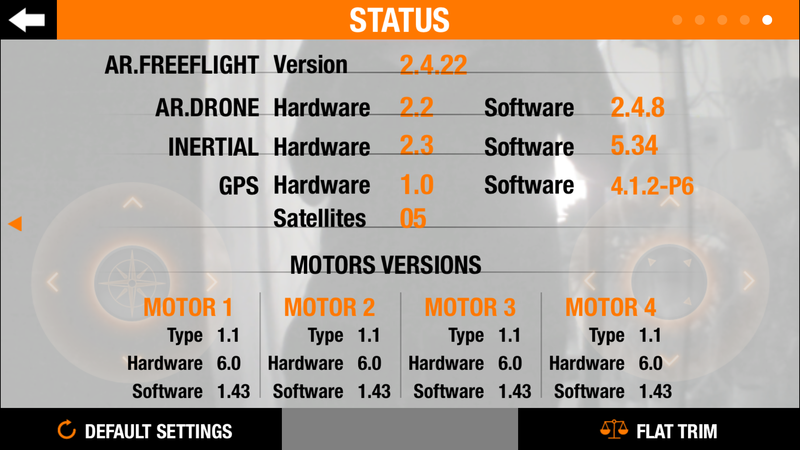 STATUS
AR.FREEFLIGHT Version 2.4.22
AR.DRONE Hardware 2.2 Software 2.4.8
INERTIAL Hardware 2.3 Software 5.34
GPS Hardware 1.0 Software 4.1.2-P6
Satellites 05
MOTORS VERSIONS
MOTOR 1 MOTOR 2 MOTOR 3 MOTOR 4
Type 1.1 Type 1.1 Type 1.1 Type 1.1
Hardware 6.0 Hardware 6.0 Hardware 6.0 Hardware 6.0
Software 1.43 Software 1.43 Software 1.43 Software 1.43
DEFAULT SETTINGS FLAT TRIM